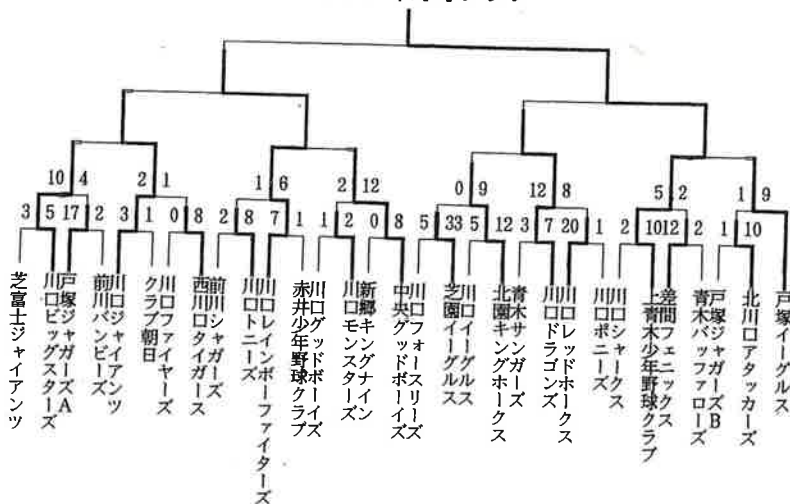 10 4 2 1 1 6 2 12 0 9 12 8 5 2 1 9
3 5 17 2 3 1 0 8 2 8 7 1 1 2 0 8 5 33 5 12 3 7 20 1 2 10 12 2 1 10
芝富士ジャイアンツ
川口ビッグスターズ
戸塚ジャガーズA
前川バンビーズ
川口ジャイアンツ
クラブ朝日
川口ファイヤーズ
西川口タイガース
前川シャガーズ
川口トニーズ
川口レインボーファイターズ
赤井少年野球クラブ
川口グッドボーイズ
川口モンスターズ
新郷キングナイン
中央グッドボーイズ
川口フォースリーズ
芝園イーグルス
川口イーグルス
北園キングホークス
青木サンガーズ
川口ドラゴンズ
川口レッドホークス
川口ポニーズ
川口シャークス
上青木少年野球クラブ
差間フェニックス
青木バッファローズ
戸塚ジャガーズB
北川口アタッカーズ
戸塚イーグルス